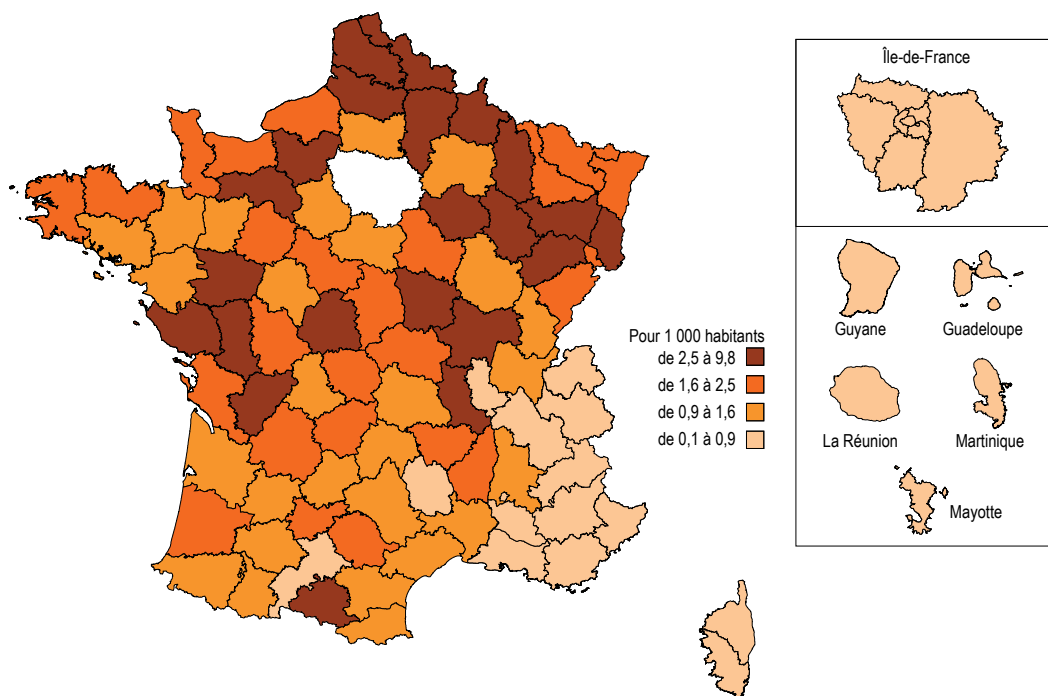 Île-de-France
Guyane
Guadeloupe
Pour 1 000 habitants
de 2,5 à 9,8
de 1,6 à 2,5
de 0,9 à 1,6
de 0,1 à 0,9
La Réunion
Martinique
Mayotte